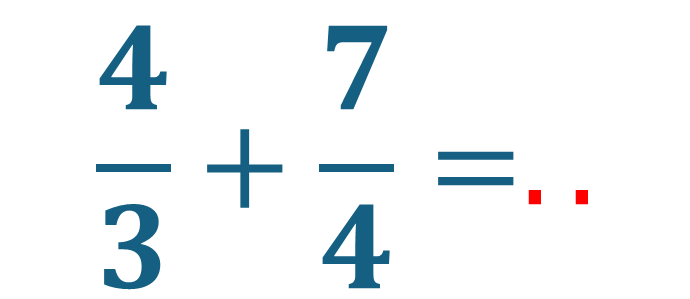 4/3 + 7/4 = ..